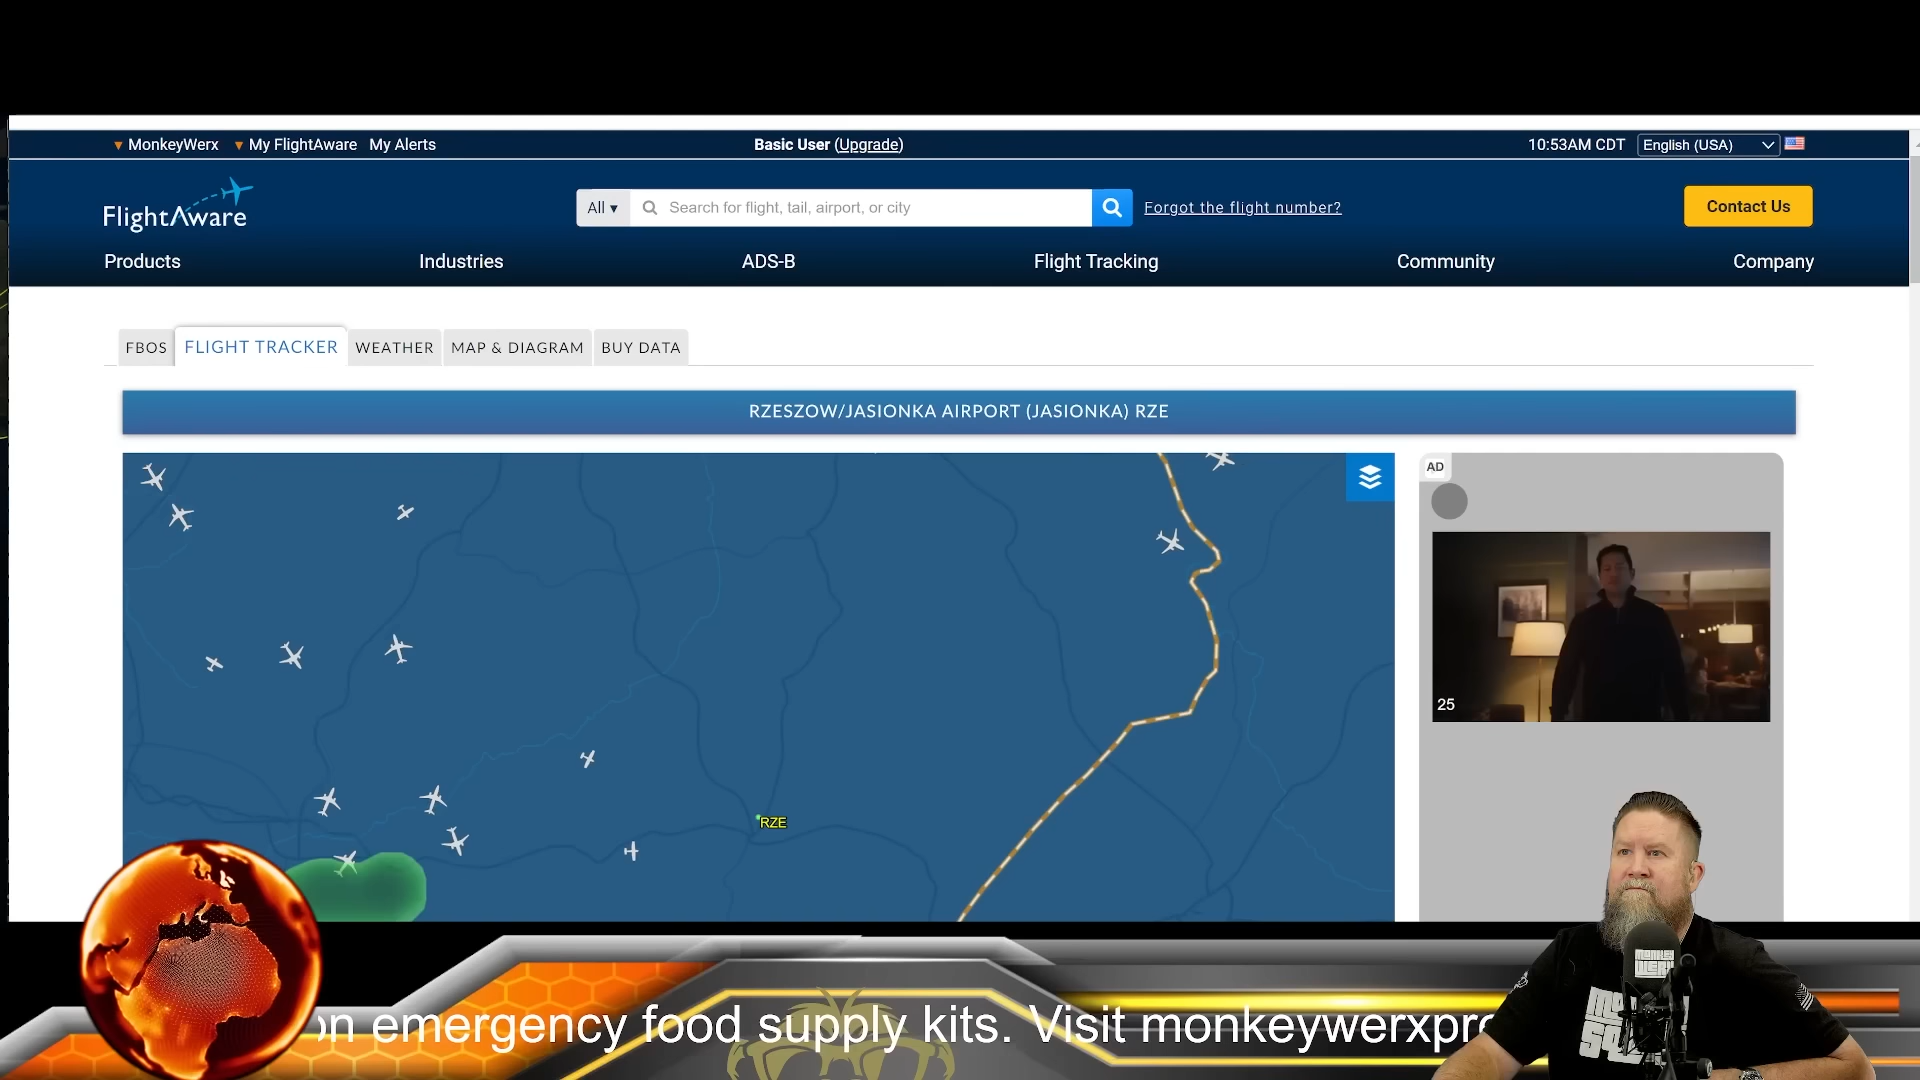 MonkeyWerx My FlightAware My Alerts Basic User (Upgrade) 10:53AM CDT English (USA)
FlightAware All Search for flight, tail, airport, or city Forgot the flight number? Contact Us
Products Industries ADS-B Flight Tracking Community Company
FBOS FLIGHT TRACKER WEATHER MAP & DIAGRAM BUY DATA
RZESZOW/JASIONKA AIRPORT (JASIONKA) RZE
AD
25
RZE
on emergency food supply kits. Visit monkeywerxpre